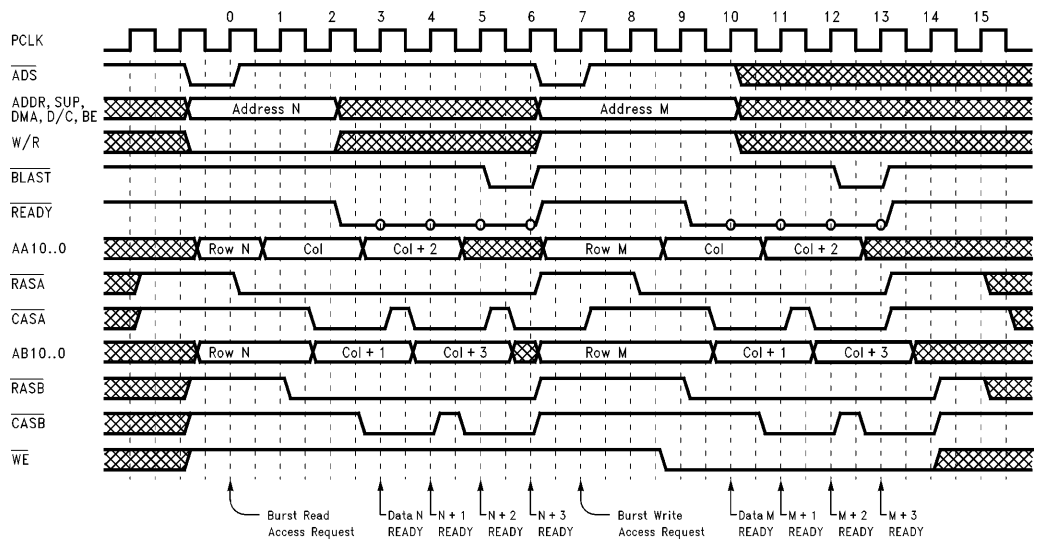 0 1 2 3 4 5 6 7 8 9 10 11 12 13 14 15
PCLK
ADS
ADDR, SUP,
DMA, D/C, BE
Address N Address M
W/R
BLAST
READY
AA10..0 Row N Col Col + 2 Row M Col Col + 2
RASA
CASA
AB10..0 Row N Col + 1 Col + 3 Row M Col + 1 Col + 3
RASB
CASB
WE
Burst Read
Access Request
Data N
READY
N + 1
READY
N + 2
READY
N + 3
READY
Burst Write
Access Request
Data M
READY
M + 1
READY
M + 2
READY
M + 3
READY